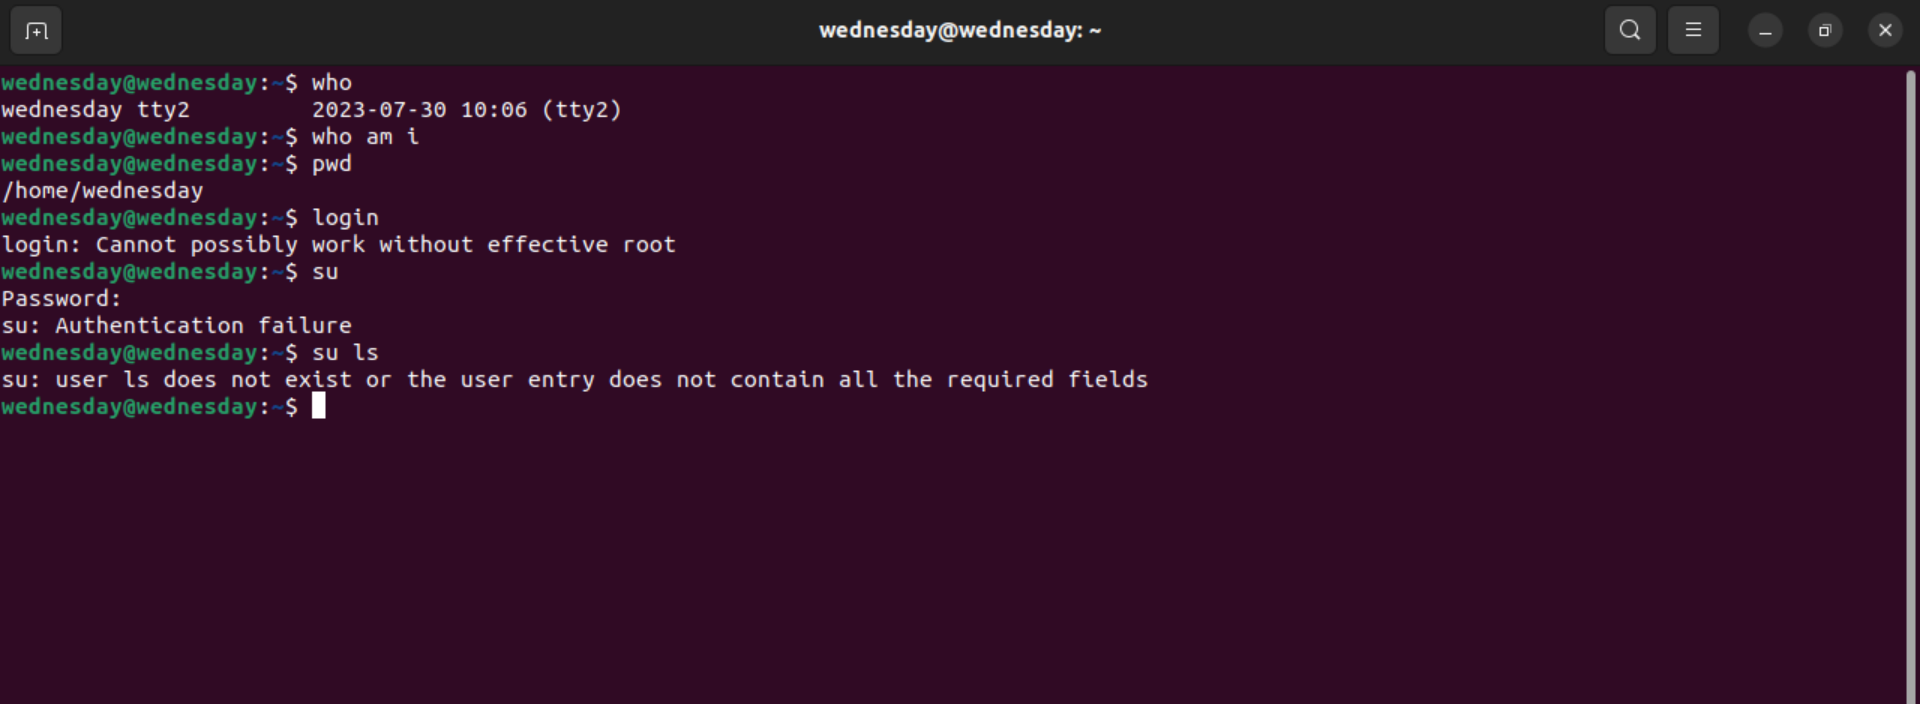 wednesday@wednesday: ~
wednesday@wednesday:~$ who
wednesday tty2         2023-07-30 10:06 (tty2)
wednesday@wednesday:~$ who am i
wednesday@wednesday:~$ pwd
/home/wednesday
wednesday@wednesday:~$ login
login: Cannot possibly work without effective root
wednesday@wednesday:~$ su
Password:
su: Authentication failure
wednesday@wednesday:~$ su ls
su: user ls does not exist or the user entry does not contain all the required fields
wednesday@wednesday:~$